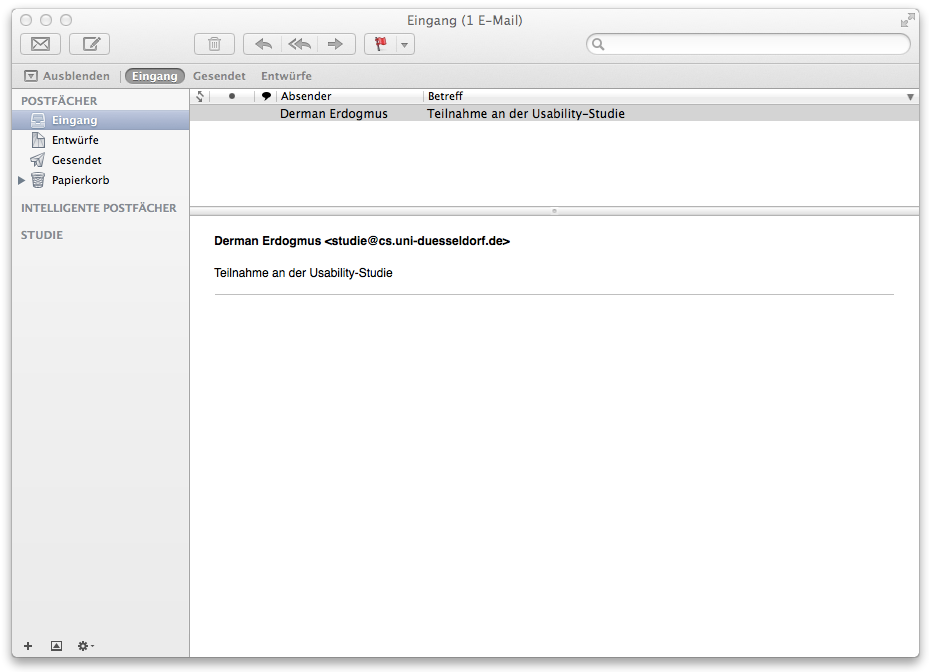 Eingang (1 E-Mail)
Ausblenden Eingang Gesendet Entwürfe
POSTFÄCHER
Eingang
Entwürfe
Gesendet
Papierkorb
INTELLIGENTE POSTFÄCHER
STUDIE
Absender Betreff
Derman Erdogmus Teilnahme an der Usability-Studie
Derman Erdogmus <studie@cs.uni-duesseldorf.de>
Teilnahme an der Usability-Studie